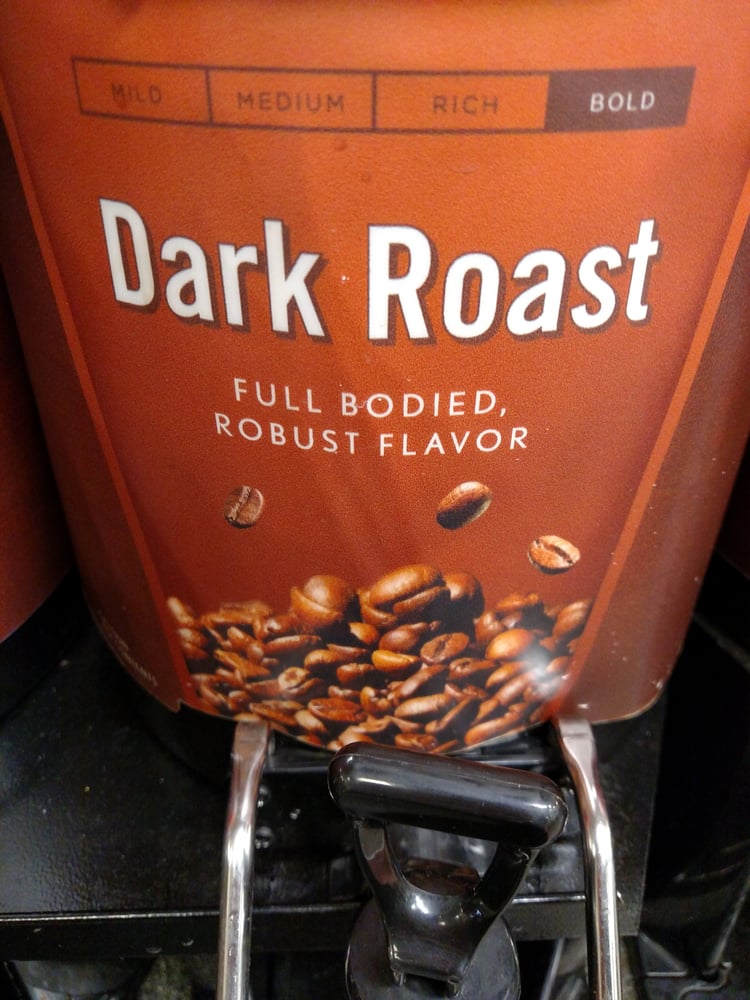 MILD MEDIUM RICH BOLD
Dark Roast
FULL BODIED,
ROBUST FLAVOR